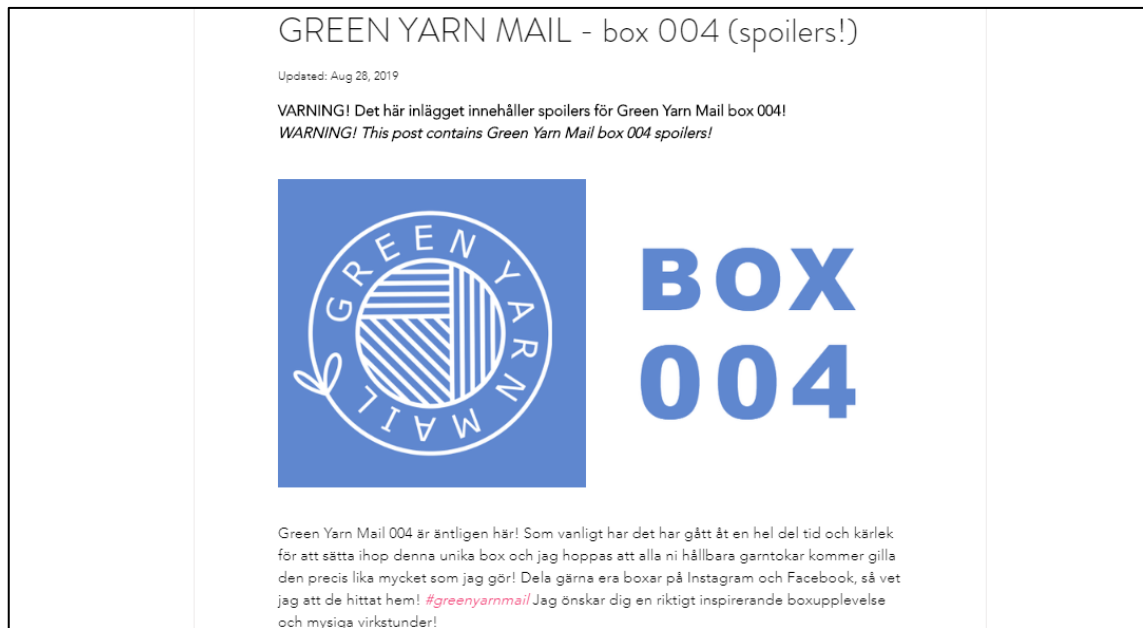 GREEN YARN MAIL - box 004 (spoilers!)
Updated: Aug 28, 2019
VARNING! Det här inlägget innehåller spoilers för Green Yarn Mail box 004!
WARNING! This post contains Green Yarn Mail box 004 spoilers!
GREEN YARN MAIL
BOX
004
Green Yarn Mail 004 är äntligen här! Som vanligt har det har gått åt en hel del tid och kärlek
för att sätta ihop denna unika box och jag hoppas att alla ni hållbara garntokar kommer gilla
den precis lika mycket som jag gör! Dela gärna era boxar på Instagram och Facebook, så vet
jag att de hittat hem! #greenyarnmail Jag önskar dig en riktigt inspirerande boxupplevelse
och mysiga virkstunder!